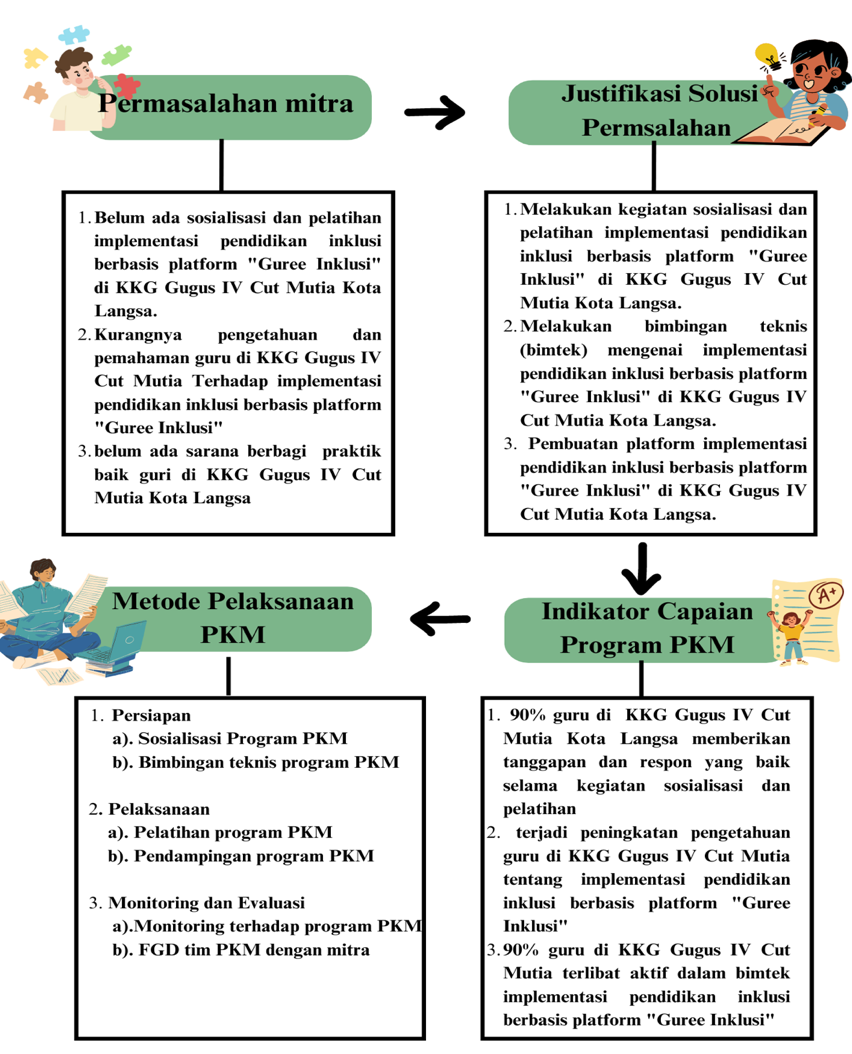 Permasalahan mitra
1. Belum ada sosialisasi dan pelatihan
implementasi pendidikan inklusi
berbasis platform "Guree Inklusi"
di KKG Gugus IV Cut Mutia Kota
Langsa.
2. Kurangnya pengetahuan dan
pemahaman guru di KKG Gugus IV
Cut Mutia Terhadap implementasi
pendidikan inklusi berbasis platform
"Guree Inklusi"
3. belum ada sarana berbagi praktik
baik guri di KKG Gugus IV Cut
Mutia Kota Langsa
Justifikasi Solusi
Permsalahan
1. Melakukan kegiatan sosialisasi dan
pelatihan implementasi pendidikan
inklusi berbasis platform "Guree
Inklusi" di KKG Gugus IV Cut
Mutia Kota Langsa.
2. Melakukan bimbingan teknis
(bimtek) mengenai implementasi
pendidikan inklusi berbasis platform
"Guree Inklusi" di KKG Gugus IV
Cut Mutia Kota Langsa.
3. Pembuatan platform implementasi
pendidikan inklusi berbasis platform
"Guree Inklusi" di KKG Gugus IV
Cut Mutia Kota Langsa.
Indikator Capaian
Program PKM
A+
1. 90% guru di KKG Gugus IV Cut
Mutia Kota Langsa memberikan
tanggapan dan respon yang baik
selama kegiatan sosialisasi dan
pelatihan
2. terjadi peningkatan pengetahuan
guru di KKG Gugus IV Cut Mutia
tentang implementasi pendidikan
inklusi berbasis platform "Guree
Inklusi"
3. 90% guru di KKG Gugus IV Cut
Mutia terlibat aktif dalam bimtek
implementasi pendidikan inklusi
berbasis platform "Guree Inklusi"
Metode Pelaksanaan
PKM
1. Persiapan
a). Sosialisasi Program PKM
b). Bimbingan teknis program PKM
2. Pelaksanaan
a). Pelatihan program PKM
b). Pendampingan program PKM
3. Monitoring dan Evaluasi
a).Monitoring terhadap program PKM
b). FGD tim PKM dengan mitra